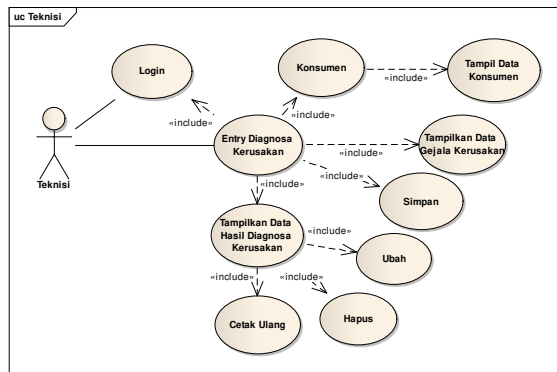 uc Teknisi
Login
Konsumen
Tampil Data
Konsumen
«include»
«include»
«include»
Entry Diagnosa
Kerusakan
Tampilkan Data
Gejala Kerusakan
«include»
Teknisi
«include»
«include»
Simpan
Tampilkan Data
Hasil Diagnosa
Kerusakan
«include»
Ubah
«include»
«include»
Cetak Ulang
Hapus